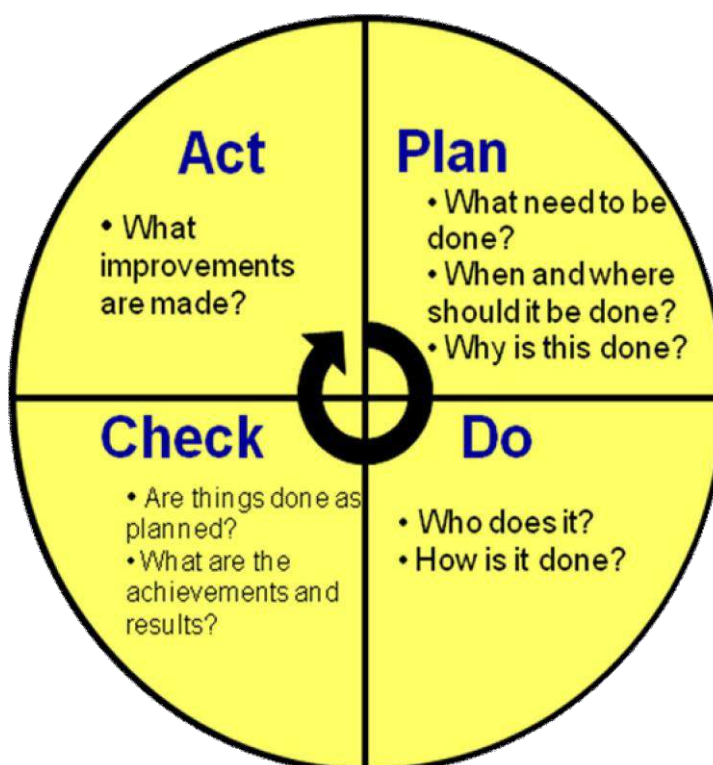 Act
• What
improvements
are made?
Plan
• What need to be
done?
• When and where
should it be done?
• Why is this done?
Check
• Are things done as
planned?
• What are the
achievements and
results?
Do
• Who does it?
• How is it done?